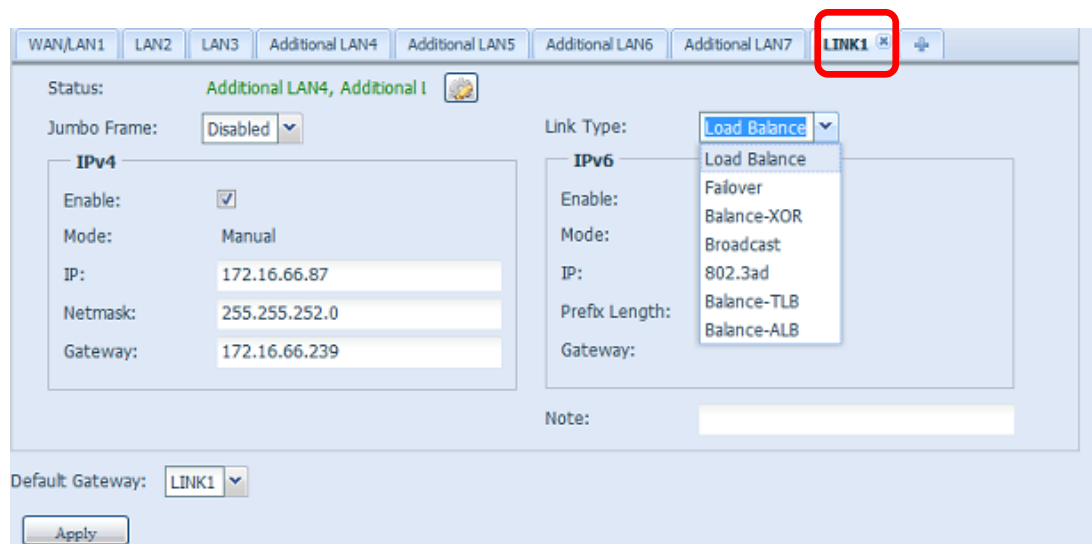 WAN/LAN1 LAN2 LAN3 Additional LAN4 Additional LAN5 Additional LAN6 Additional LAN7 LINK1
Status: Additional LAN4, Additional L
Jumbo Frame: Disabled Link Type: Load Balance
IPv4 IPv6 Load Balance
Enable: Enable: Failover
Balance-XOR
Mode: Manual Mode: Broadcast
IP: 172.16.66.87 IP: 802.3ad
Netmask: 255.255.252.0 Prefix Length: Balance-TLB
Balance-ALB
Gateway: 172.16.66.239 Gateway:
Note:
Default Gateway: LINK1
Apply